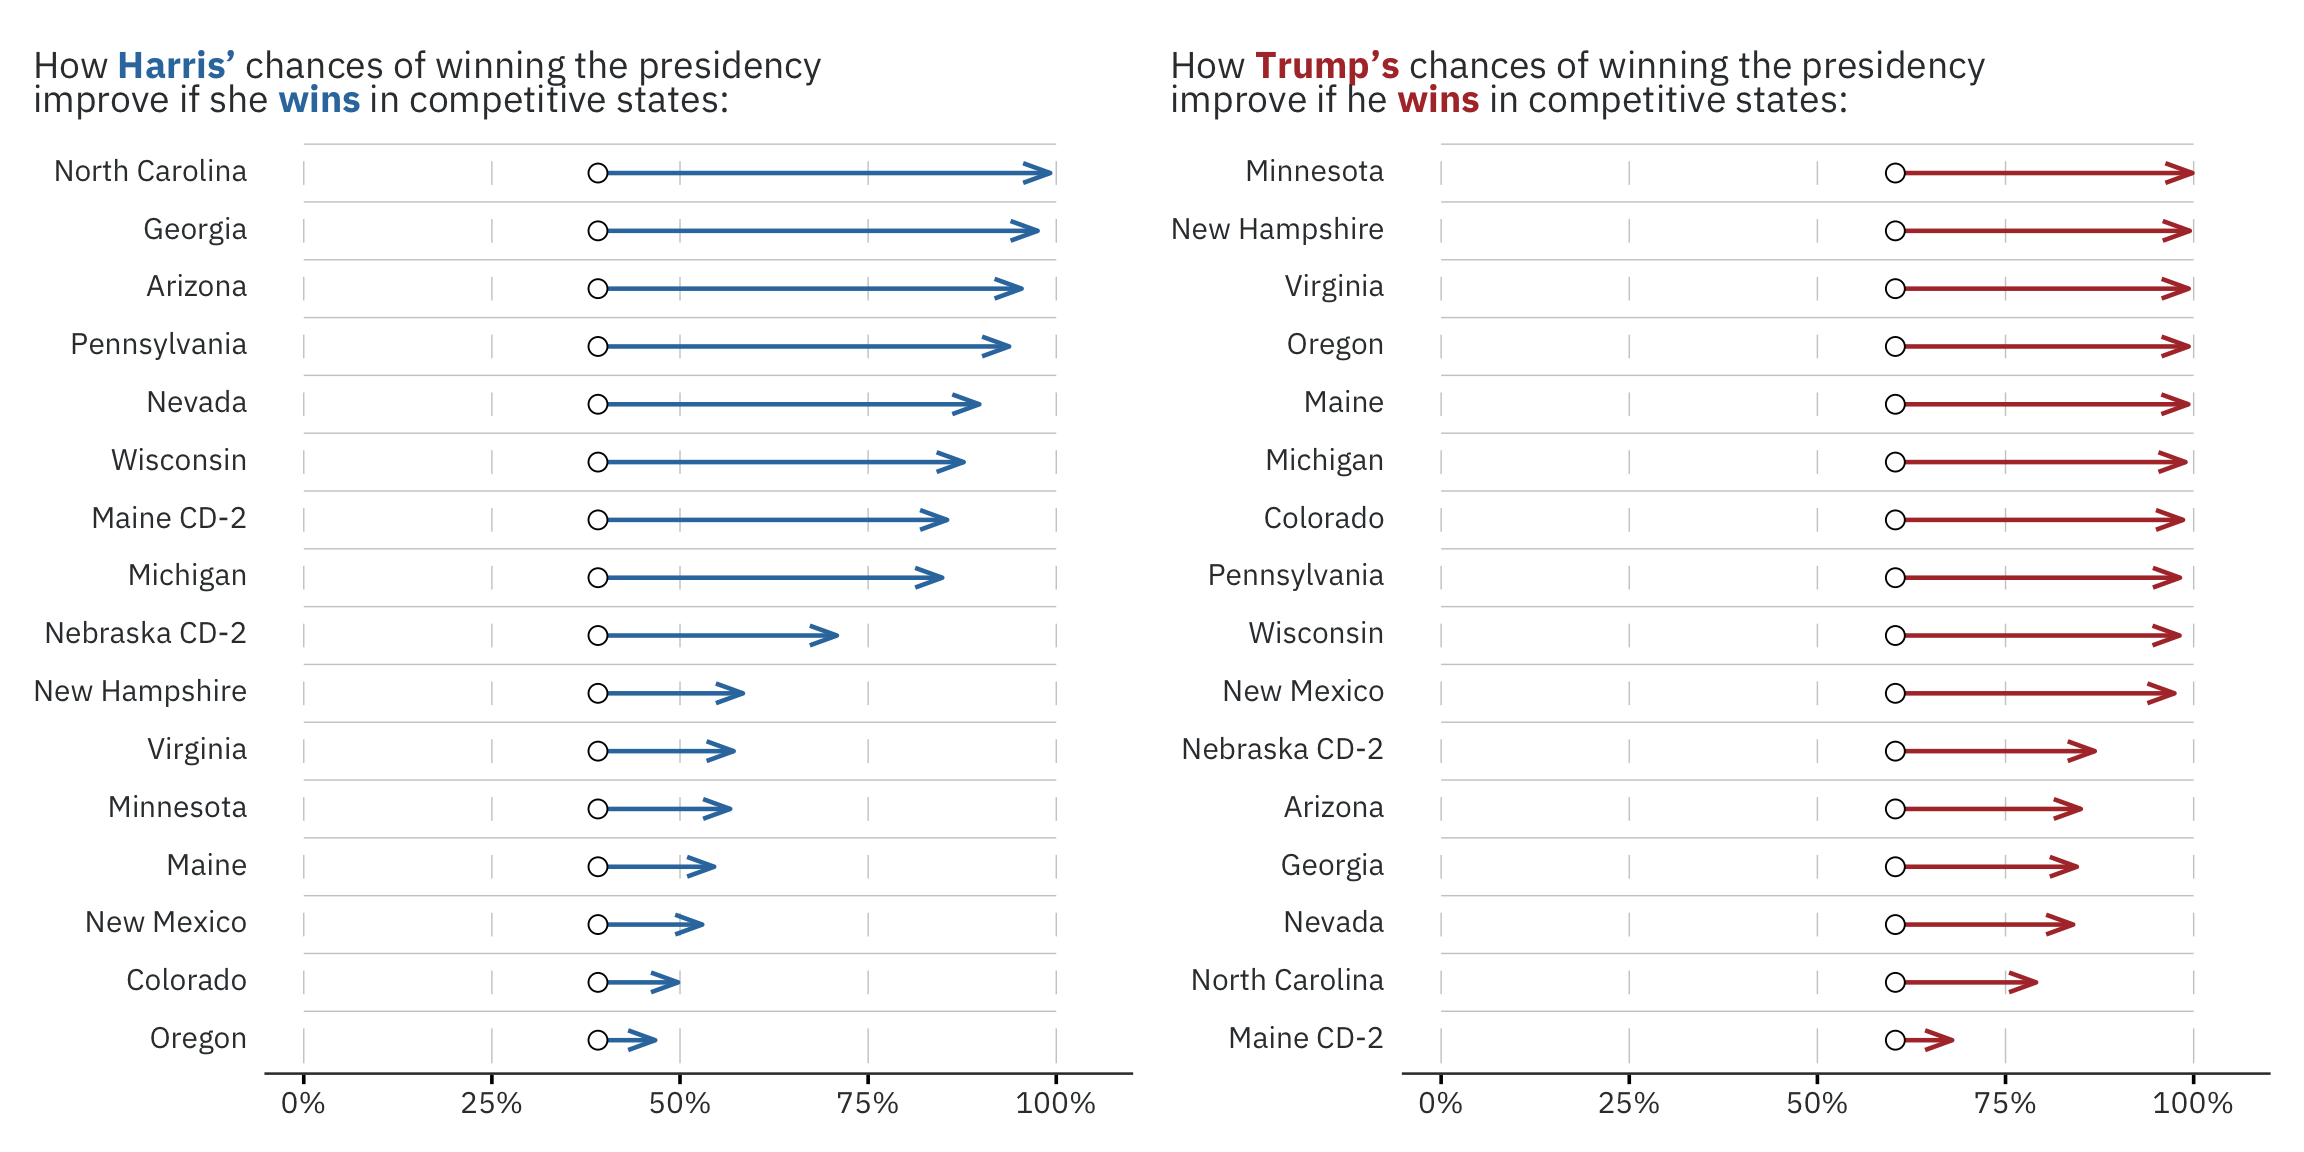 How Harris’ chances of winning the presidency
improve if she wins in competitive states:
North Carolina
Georgia
Arizona
Pennsylvania
Nevada
Wisconsin
Maine CD-2
Michigan
Nebraska CD-2
New Hampshire
Virginia
Minnesota
Maine
New Mexico
Colorado
Oregon
0% 25% 50% 75% 100%
How Trump’s chances of winning the presidency
improve if he wins in competitive states:
Minnesota
New Hampshire
Virginia
Oregon
Maine
Michigan
Colorado
Pennsylvania
Wisconsin
New Mexico
Nebraska CD-2
Arizona
Georgia
Nevada
North Carolina
Maine CD-2
0% 25% 50% 75% 100%